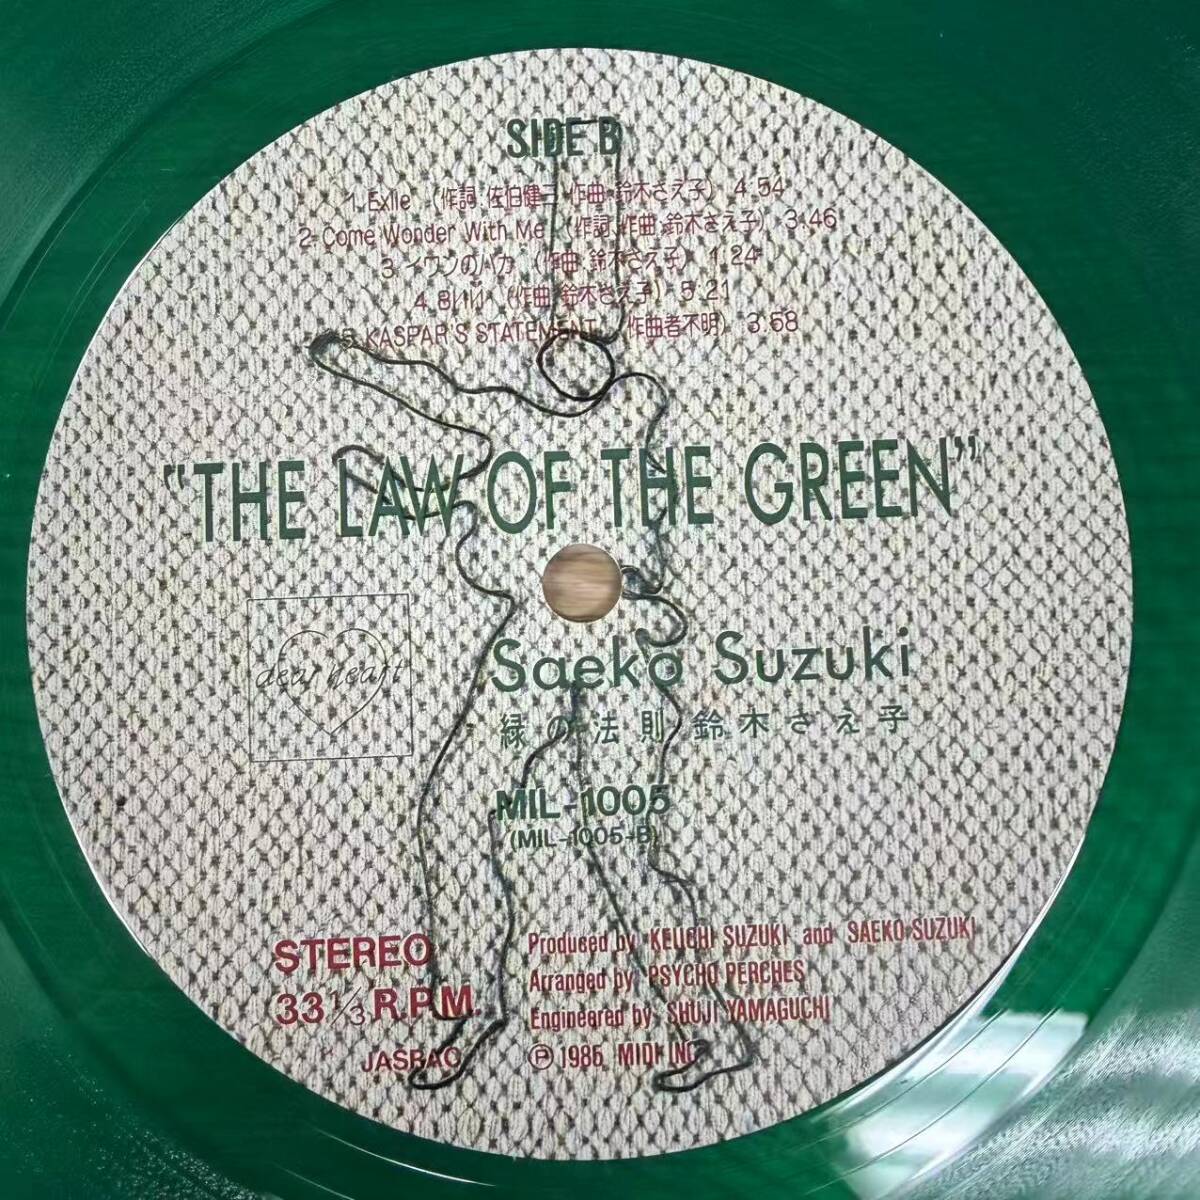 SIDE B
1. Exile (作詞.佐伯健三 作曲.鈴木さえ子) 4.54
2. Come Wonder With Me (作詞.作曲.鈴木さえ子) 3.46
3. イワンのバカ (作曲.鈴木さえ子) 1.24
4. 8いい (作曲.鈴木さえ子) 5.21
5. KASPAR'S STATEMENT (作曲者不明) 3.58
"THE LAW OF THE GREEN"
dear heart
Saeko Suzuki
緑の法則 鈴木さえ子
MIL-1005
(MIL-1005-B)
STEREO
33 1/3 R.P.M.
JASRAC
Produced by KEIICHI SUZUKI and SAEKO SUZUKI
Arranged by PSYCHO PERCHES
Engineered by SHUJI YAMAGUCHI
Ⓟ 1985, MIDI INC.